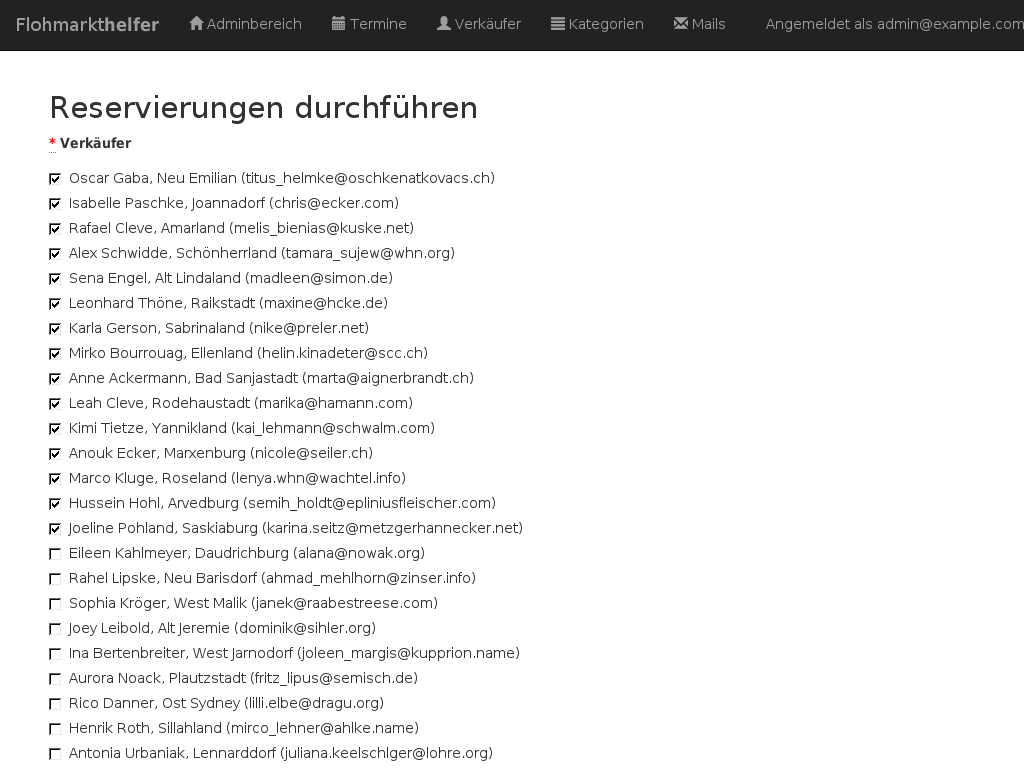 Flohmarkthelfer Adminbereich Termine Verkäufer Kategorien Mails Angemeldet als admin@example.com
Reservierungen durchführen
* Verkäufer
Oscar Gaba, Neu Emilian (titus_helmke@oschkenatkovacs.ch)
Isabelle Paschke, Joannadorf (chris@ecker.com)
Rafael Cleve, Amarland (melis_bienias@kuske.net)
Alex Schwidde, Schönherrland (tamara_sujew@whn.org)
Sena Engel, Alt Lindaland (madleen@simon.de)
Leonhard Thöne, Raikstadt (maxine@hcke.de)
Karla Gerson, Sabrinaland (nike@preler.net)
Mirko Bourrouag, Ellenland (helin.kinadeter@scc.ch)
Anne Ackermann, Bad Sanjastadt (marta@aignerbrandt.ch)
Leah Cleve, Rodehaustadt (marika@hamann.com)
Kimi Tietze, Yannikland (kai_lehmann@schwalm.com)
Anouk Ecker, Marxenburg (nicole@seiler.ch)
Marco Kluge, Roseland (lenya.whn@wachtel.info)
Hussein Hohl, Arvedburg (semih_holdt@epliniusfleischer.com)
Joeline Pohland, Saskiaburg (karina.seitz@metzgerhannecker.net)
Eileen Kahlmeyer, Daudrichburg (alana@nowak.org)
Rahel Lipske, Neu Barisdorf (ahmad_mehlhorn@zinser.info)
Sophia Kröger, West Malik (janek@raabestreese.com)
Joey Leibold, Alt Jeremie (dominik@sihler.org)
Ina Bertenbreiter, West Jarnodorf (joleen_margis@kupprion.name)
Aurora Noack, Plautzstadt (fritz_lipus@semisch.de)
Rico Danner, Ost Sydney (lilli.elbe@dragu.org)
Henrik Roth, Sillahland (mirco_lehner@ahlke.name)
Antonia Urbaniak, Lennarddorf (juliana.keelschlger@lohre.org)